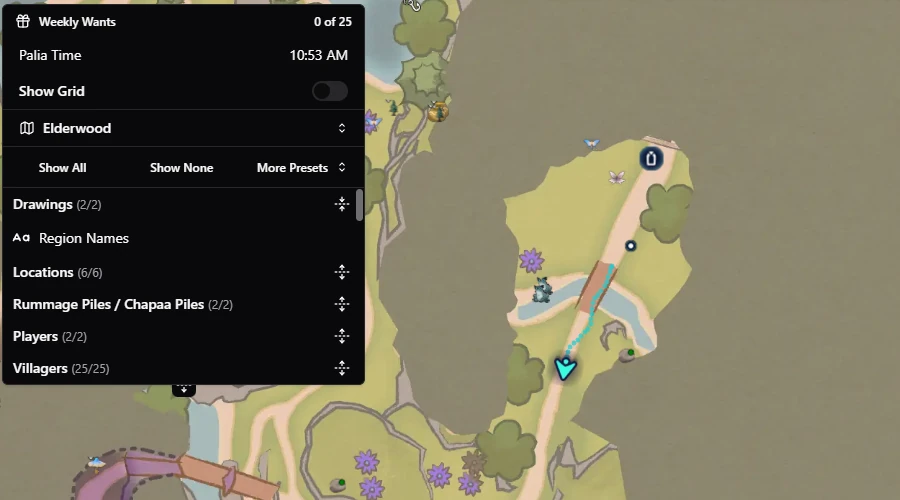 Weekly Wants 0 of 25
Palia Time 10:53 AM
Show Grid
Elderwood
Show All Show None More Presets
Drawings (2/2)
Aa Region Names
Locations (6/6)
Rummage Piles / Chapaa Piles (2/2)
Players (2/2)
Villagers (25/25)